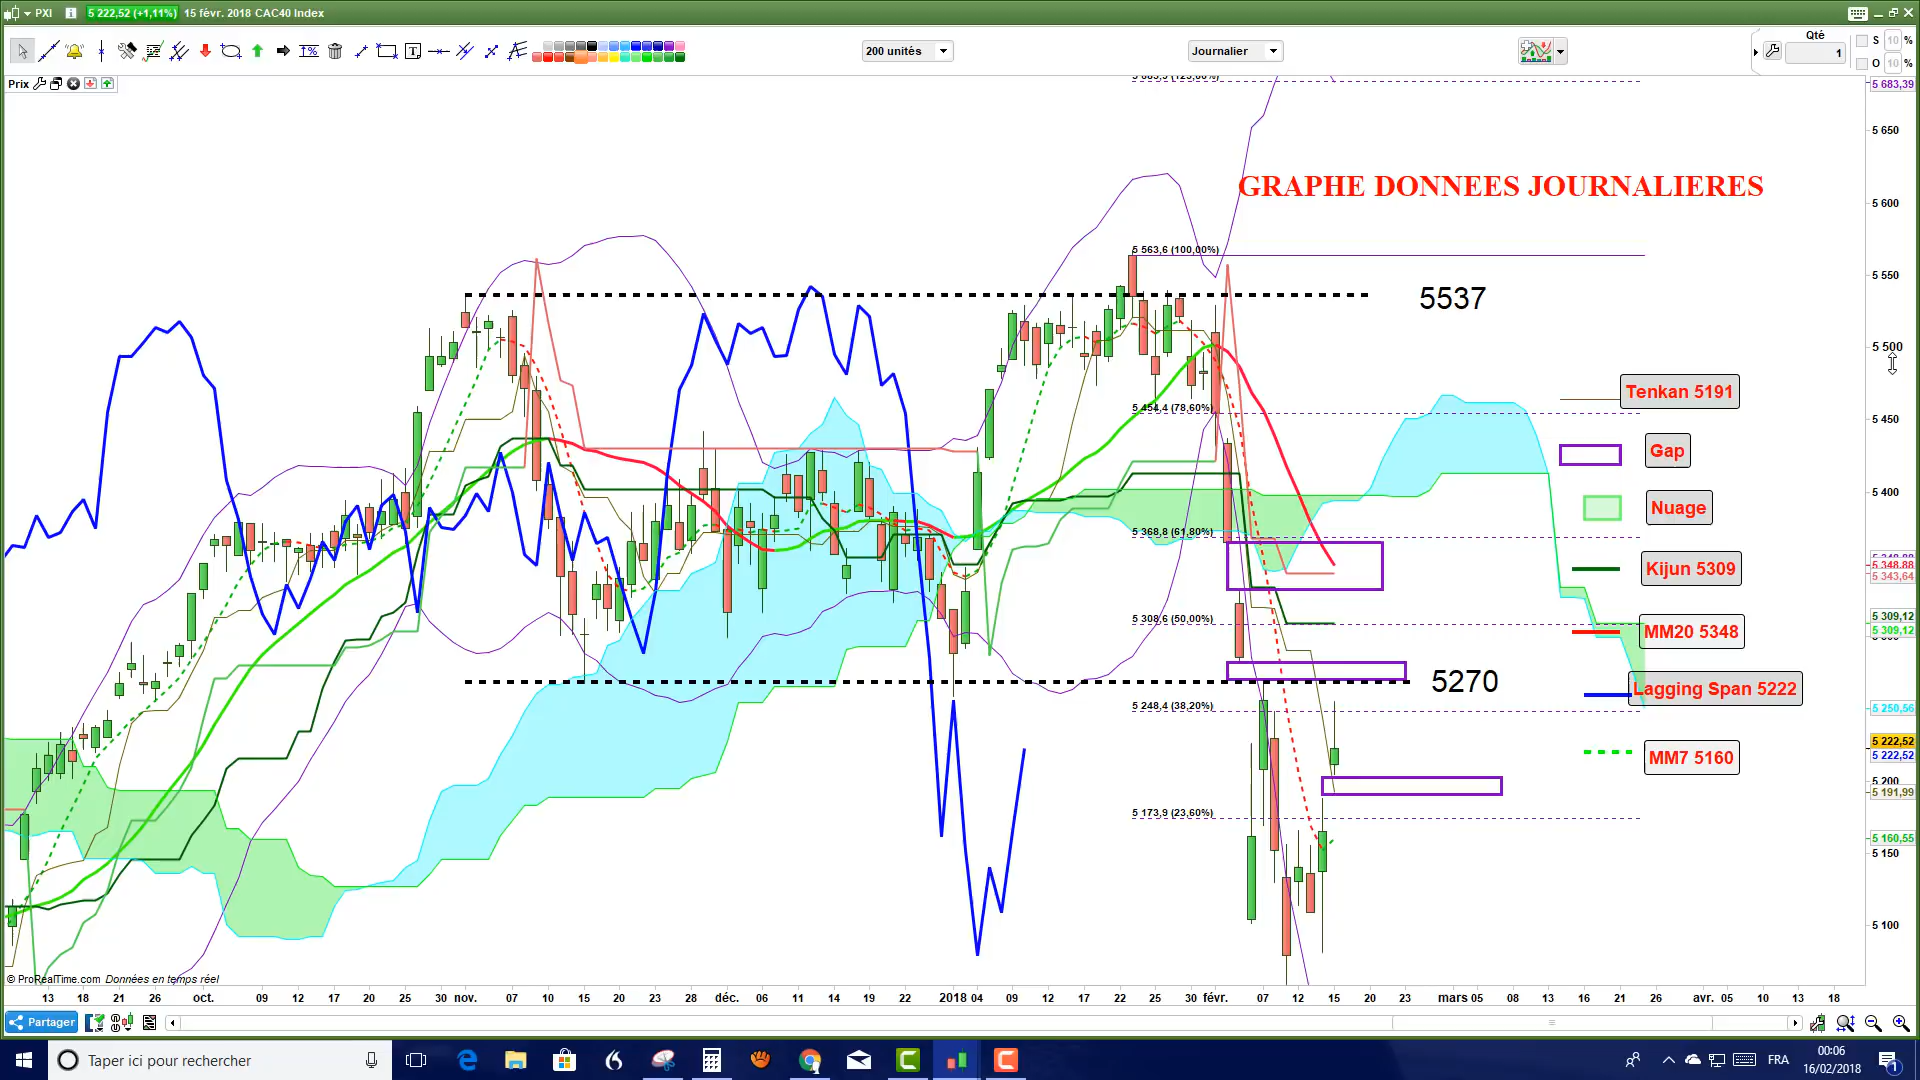 PXI
5 222,52 (+1,11%)
15 févr. 2018 CAC40 Index
200 unités
Journalier
Qté
1
S 10 %
O 10 %
Prix
GRAPHE DONNEES JOURNALIERES
5 563,6 (100,00%)
5537
5 454,4 (78,60%)
5 368,8 (61,80%)
5 308,6 (50,00%)
5270
5 248,4 (38,20%)
5 173,9 (23,60%)
Tenkan 5191
Gap
Nuage
Kijun 5309
MM20 5348
Lagging Span 5222
MM7 5160
5 683,39
5 650
5 600
5 550
5 500
5 450
5 400
5 348,88
5 343,64
5 309,12
5 309,12
5 250,56
5 222,52
5 222,52
5 200
5 191,99
5 160,55
5 150
5 100
© ProRealTime.com Données en temps réel
13 18 21 26 oct. 09 12 17 20 25 30 nov. 07 10 15 20 23 28 déc. 06 11 14 19 22 2018 04 09 12 17 22 25 30 févr. 07 12 15 20 23 mars 05 08 13 16 21 26 avr. 05 10 13 18
Partager
Taper ici pour rechercher
FRA
00:06
16/02/2018
1